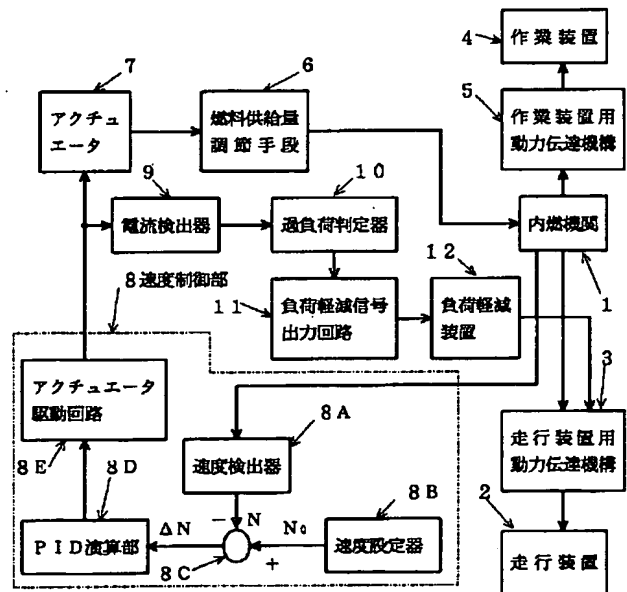 4
作業装置
7
6
5
アクチュ
エータ
燃料供給量
調節手段
作業装置用
動力伝達機構
9
10
電流検出器
過負荷判定器
内燃機関
12
1
8速度制御部
11
負荷軽減信号
出力回路
負荷軽減
装置
3
アクチュエータ
駆動回路
8A
走行装置用
動力伝達機構
速度検出器
8E
8D
8B
2
ΔN
－
N
N₀
PID演算部
速度設定器
8C
+
走行装置